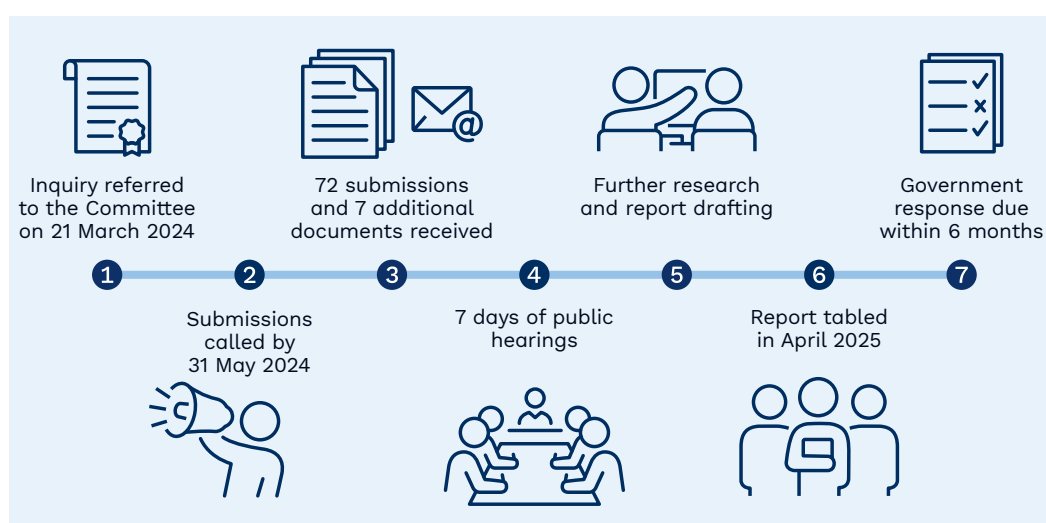 Inquiry referred
to the Committee
on 21 March 2024
72 submissions
and 7 additional
documents received
@
Further research
and report drafting
Government
response due
within 6 months
1
2
3
4
5
6
7
Submissions
called by
31 May 2024
7 days of public
hearings
Report tabled
in April 2025